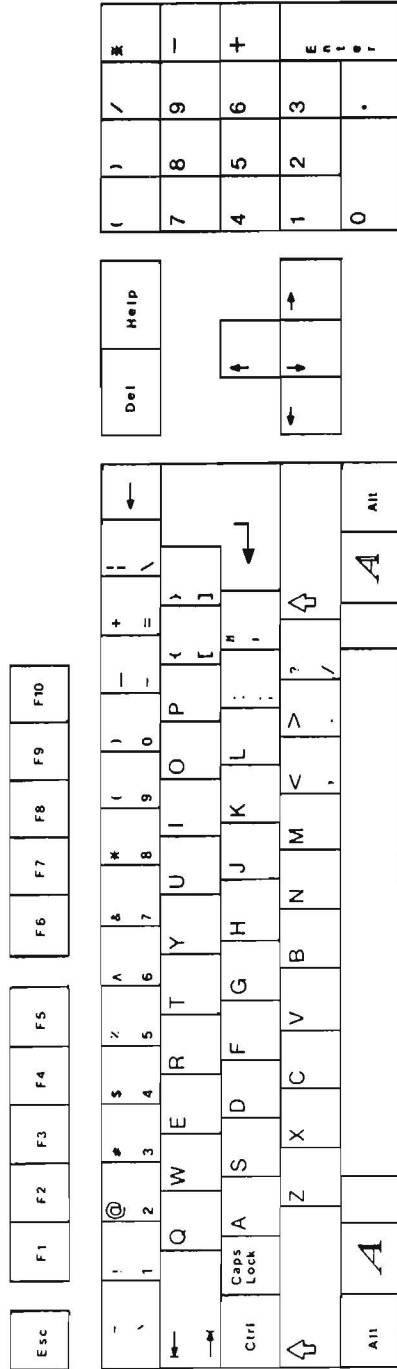 Esc F1 F2 F3 F4 F5 F6 F7 F8 F9 F10
~ ! @ # $ % ^ & * ( ) — + ¦ ←
` 1 2 3 4 5 6 7 8 9 0 - = \
Q W E R T Y U I O P { }
[ ]
Ctrl Caps Lock A S D F G H J K L : "
; '
Z X C V B N M < > ?
, . /
Alt A A Alt
Del Help
( ) / *
7 8 9 −
4 5 6 +
1 2 3 Enter
0 .